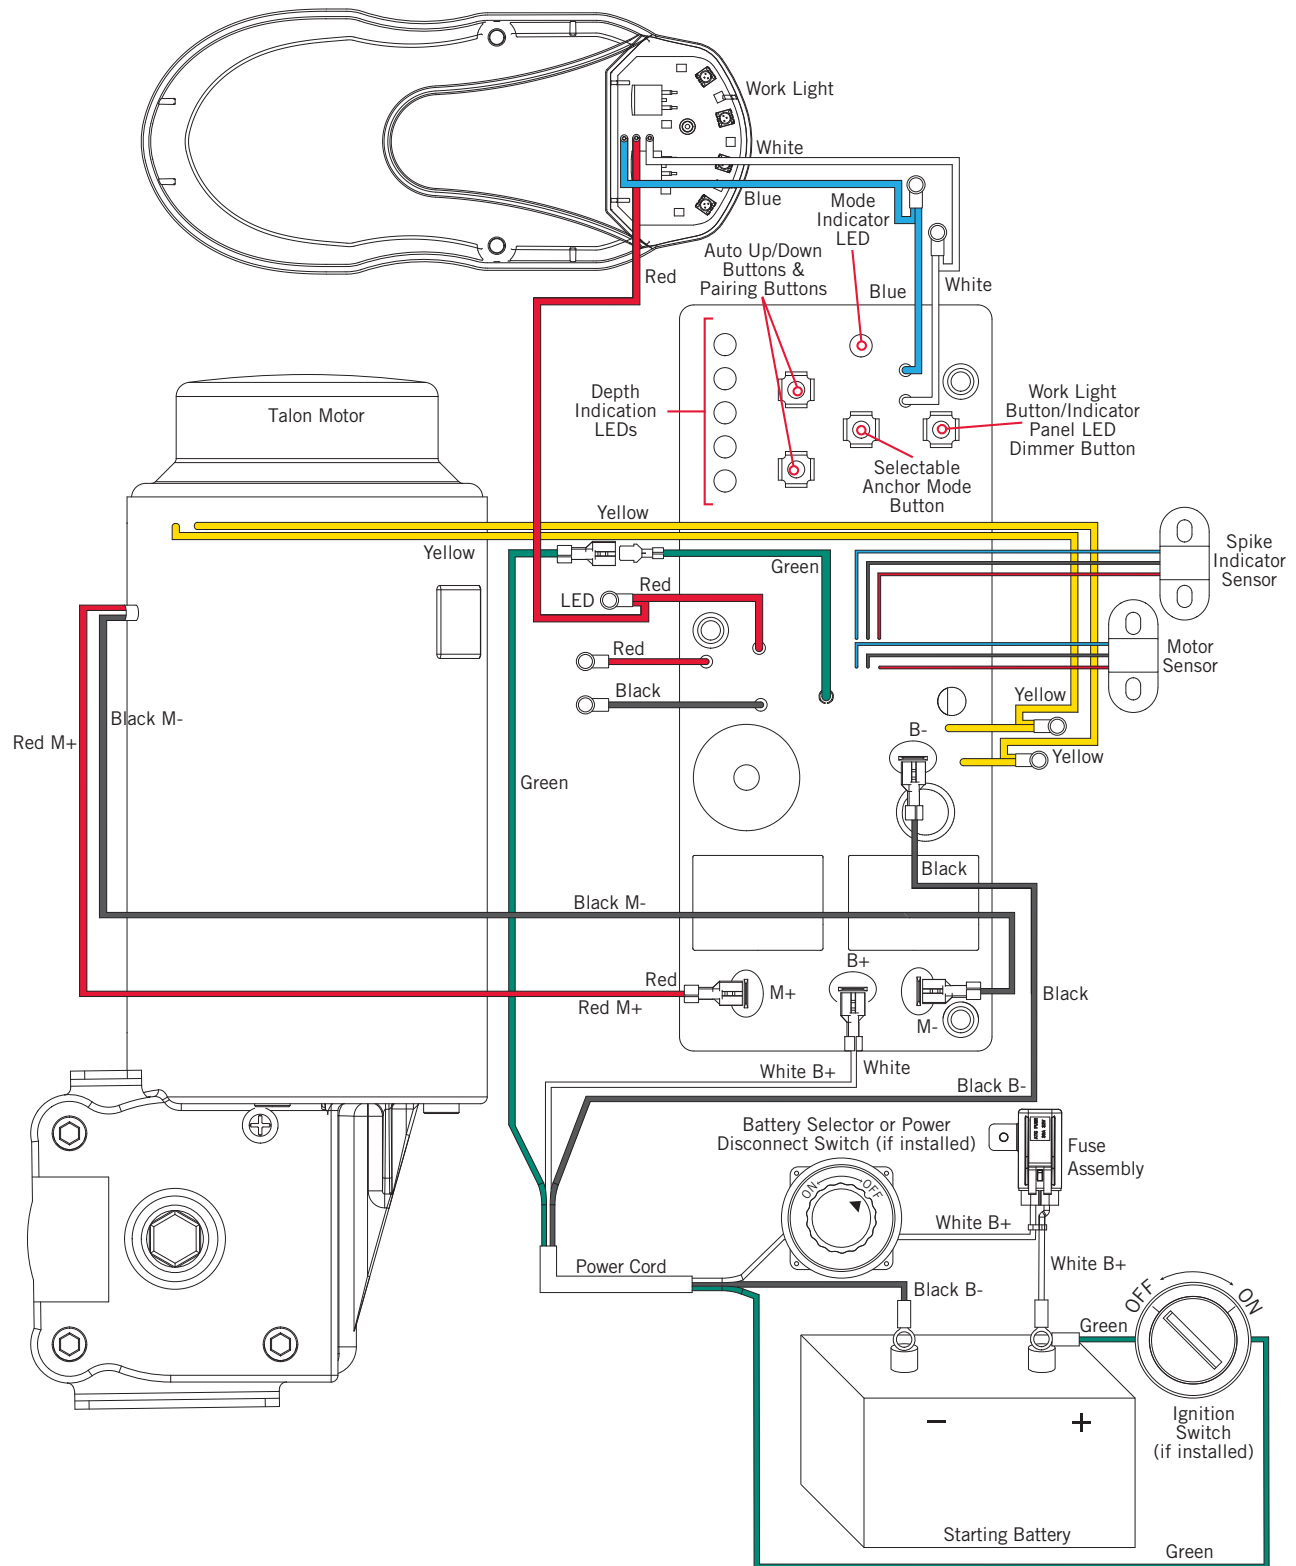 Work Light
White
Blue
Mode
Indicator
LED
Auto Up/Down
Buttons &
Pairing Buttons
Red
Blue
White
Talon Motor
Depth
Indication
LEDs
Work Light
Button/Indicator
Panel LED
Dimmer Button
Selectable
Anchor Mode
Button
Yellow
Yellow
Green
Spike
Indicator
Sensor
Red
LED
Red
Motor
Sensor
Black
Yellow
Black M-
Red M+
B-
Yellow
Green
Black
Black M-
B+
Red
M+
Black
Red M+
M-
White B+
White
Black B-
Battery Selector or Power
Disconnect Switch (if installed)
Fuse
Assembly
ON
OFF
White B+
Power Cord
White B+
Black B-
OFF
ON
Green
Ignition
Switch
(if installed)
–
+
Starting Battery
Green